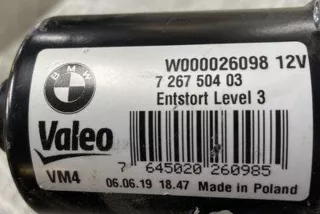 BMW
W000026098 12V
7 267 504 03
Entstort Level 3
Valeo
7 645020 260985
VM4
06.06.19 18.47 Made in Poland